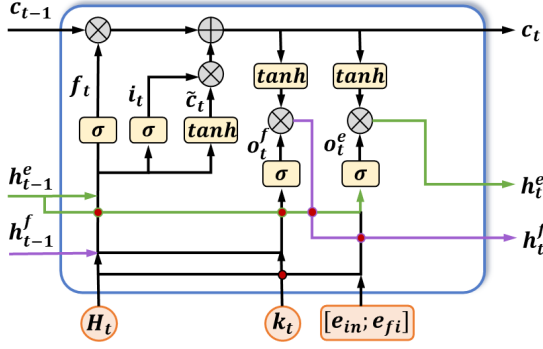 c_{t-1} c_t
tanh tanh
f_t i_t c̃_t
σ σ tanh o_t^f o_t^e
σ σ
h_{t-1}^e h_t^e
h_{t-1}^f h_t^f
H_t k_t [e_{in}; e_{fi}]